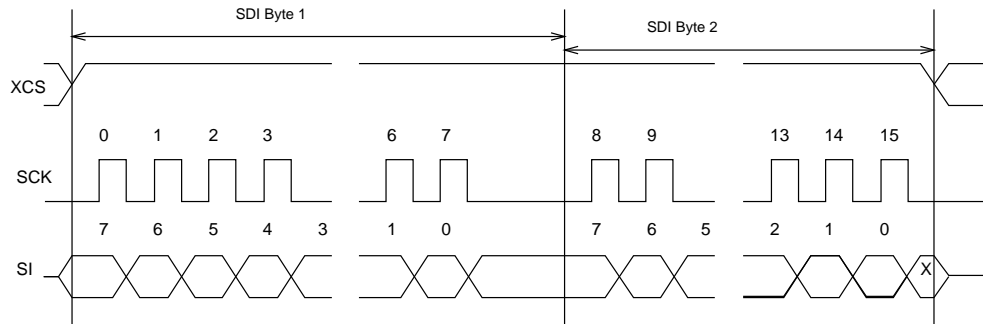 SDI Byte 1
SDI Byte 2
XCS
0 1 2 3 6 7 8 9 13 14 15
SCK
7 6 5 4 3 1 0 7 6 5 2 1 0
SI X